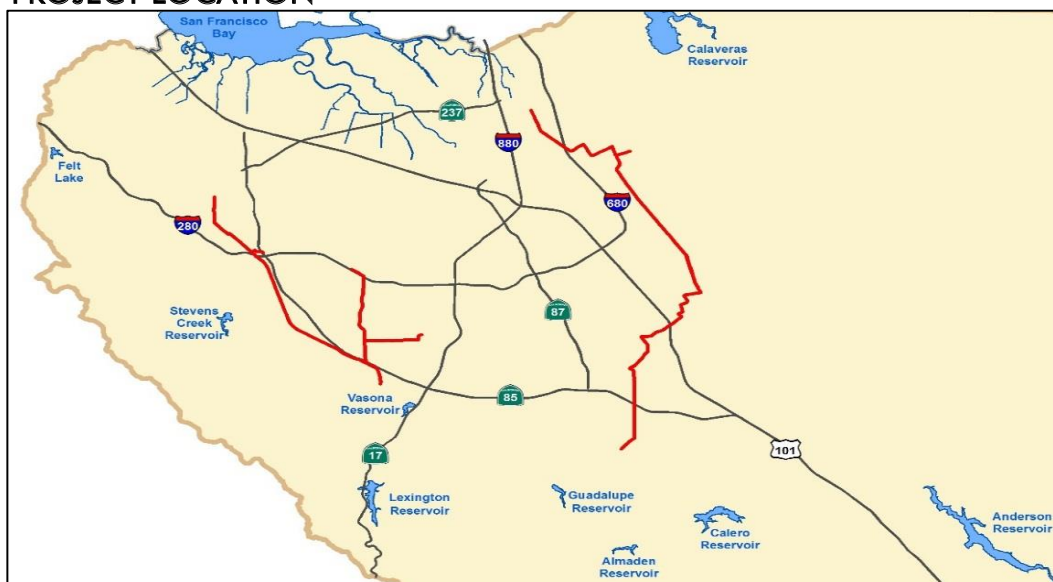 PROJECT LOCATION
San Francisco
Bay
Calaveras
Reservoir
237
880
Felt
Lake
680
280
Stevens
Creek
Reservoir
87
Vasona
Reservoir
85
17
101
Lexington
Reservoir
Guadalupe
Reservoir
Calero
Reservoir
Anderson
Reservoir
Almaden
Reservoir